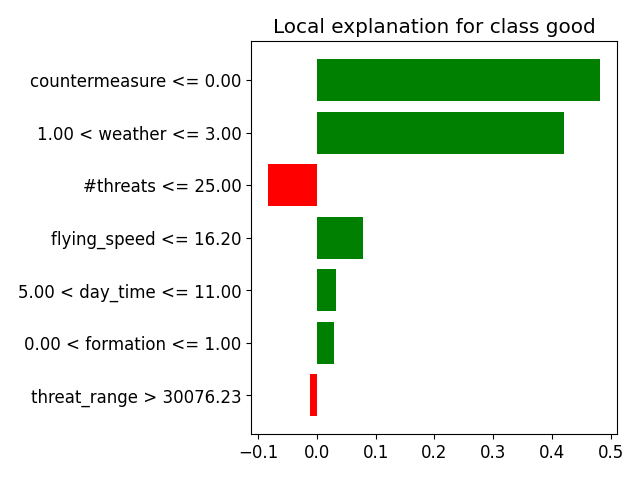 Local explanation for class good
countermeasure <= 0.00
1.00 < weather <= 3.00
#threats <= 25.00
flying_speed <= 16.20
5.00 < day_time <= 11.00
0.00 < formation <= 1.00
threat_range > 30076.23
−0.1 0.0 0.1 0.2 0.3 0.4 0.5